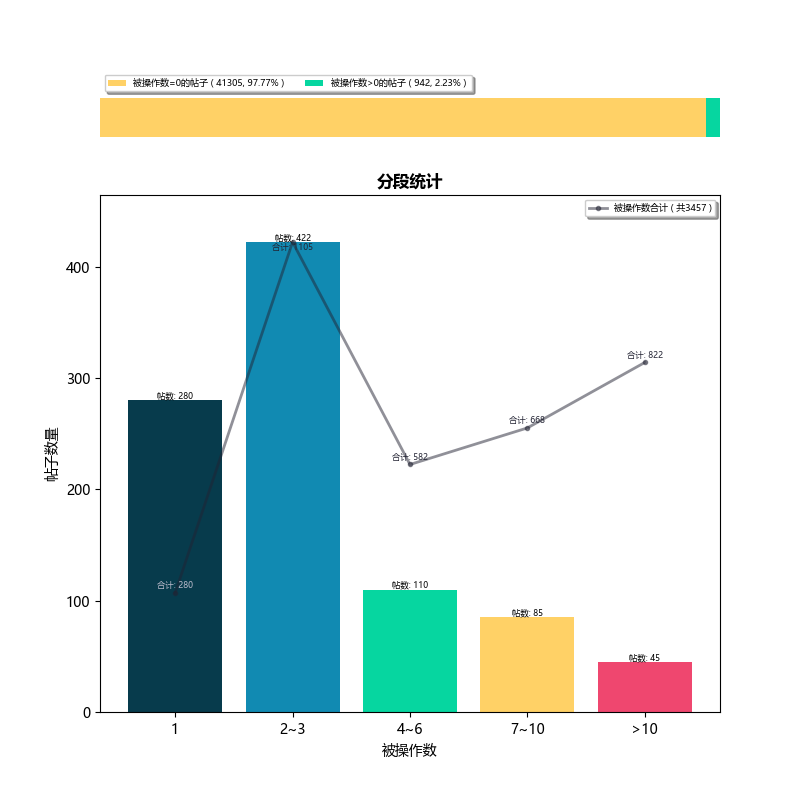 被操作数=0的帖子 ( 41305, 97.77% ) 被操作数>0的帖子 ( 942, 2.23% )
分段统计
被操作数合计 ( 共3457 )
帖数: 422
合计: 1105
400
合计: 822
300
帖数: 280
合计: 668
帖子数量
合计: 582
200
合计: 280
帖数: 110
100
帖数: 85
帖数: 45
0
1 2~3 4~6 7~10 >10
被操作数